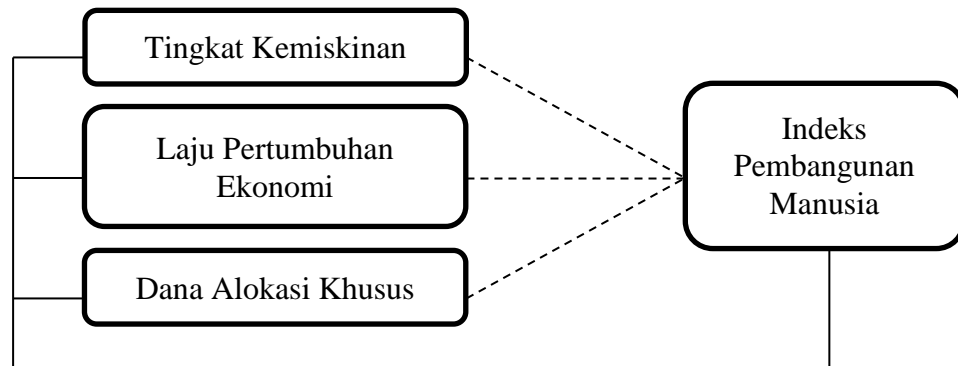 Tingkat Kemiskinan
Laju Pertumbuhan
Ekonomi
Dana Alokasi Khusus
Indeks
Pembangunan
Manusia